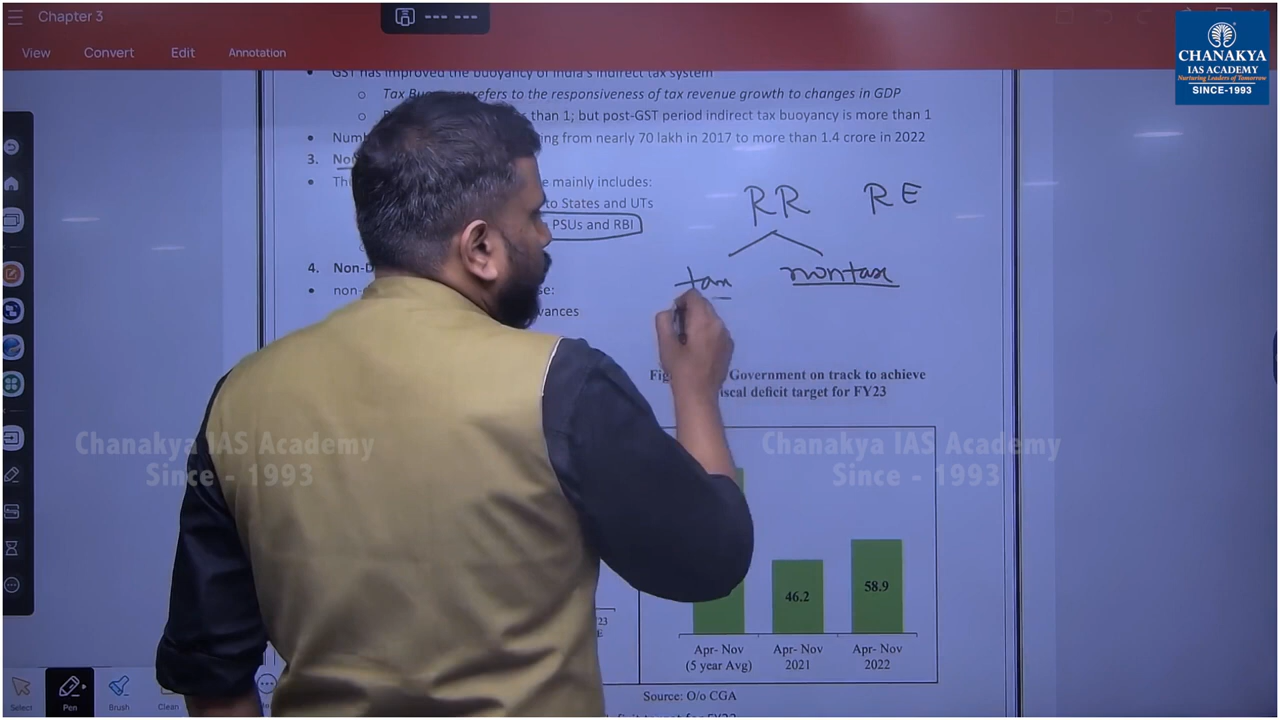 Chapter 3
View Convert Edit Annotation
CHANAKYA
IAS ACADEMY
Nurturing Leaders of Tomorrow
SINCE-1993
GST has improved the buoyancy of India's indirect tax system
Tax refers to the responsiveness of tax revenue growth to changes in GDP
than 1; but post-GST period indirect tax buoyancy is more than 1
from nearly 70 lakh in 2017 to more than 1.4 crore in 2022
3.
mainly includes:
to States and UTs
PSUs and RBI
RR RE
tax nontax
4.
vances
Government on track to achieve
fiscal deficit target for FY23
Chanakya IAS Academy
Since - 1993
Chanakya IAS Academy
Since - 1993
46.2
58.9
Apr- Nov
(5 year Avg)
Apr- Nov
2021
Apr- Nov
2022
Source: O/o CGA
Select Pen Brush Clean